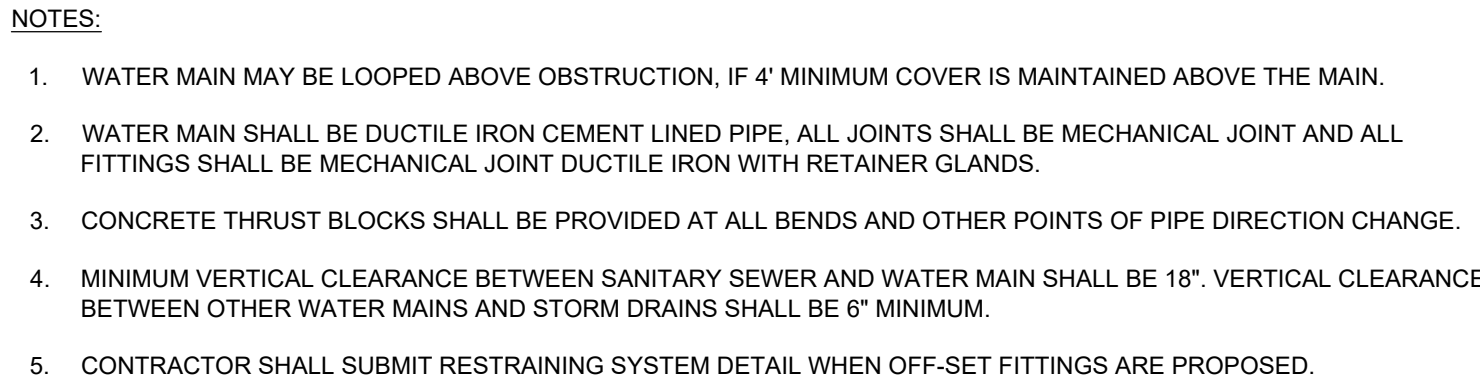 NOTES:
1. WATER MAIN MAY BE LOOPED ABOVE OBSTRUCTION, IF 4' MINIMUM COVER IS MAINTAINED ABOVE THE MAIN.
2. WATER MAIN SHALL BE DUCTILE IRON CEMENT LINED PIPE, ALL JOINTS SHALL BE MECHANICAL JOINT AND ALL
FITTINGS SHALL BE MECHANICAL JOINT DUCTILE IRON WITH RETAINER GLANDS.
3. CONCRETE THRUST BLOCKS SHALL BE PROVIDED AT ALL BENDS AND OTHER POINTS OF PIPE DIRECTION CHANGE.
4. MINIMUM VERTICAL CLEARANCE BETWEEN SANITARY SEWER AND WATER MAIN SHALL BE 18". VERTICAL CLEARANCE
BETWEEN OTHER WATER MAINS AND STORM DRAINS SHALL BE 6" MINIMUM.
5. CONTRACTOR SHALL SUBMIT RESTRAINING SYSTEM DETAIL WHEN OFF-SET FITTINGS ARE PROPOSED.